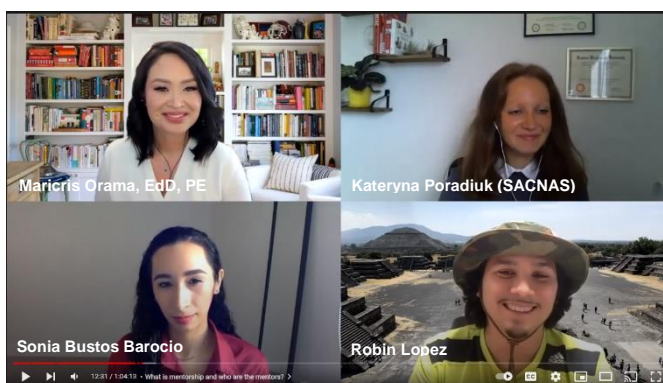 Maricris Orama, EdD, PE
Kateryna Poradiuk (SACNAS)
Sonia Bustos Barocio
Robin Lopez
12:31 / 1:04:13 • What is mentorship and who are the mentors? >
CC